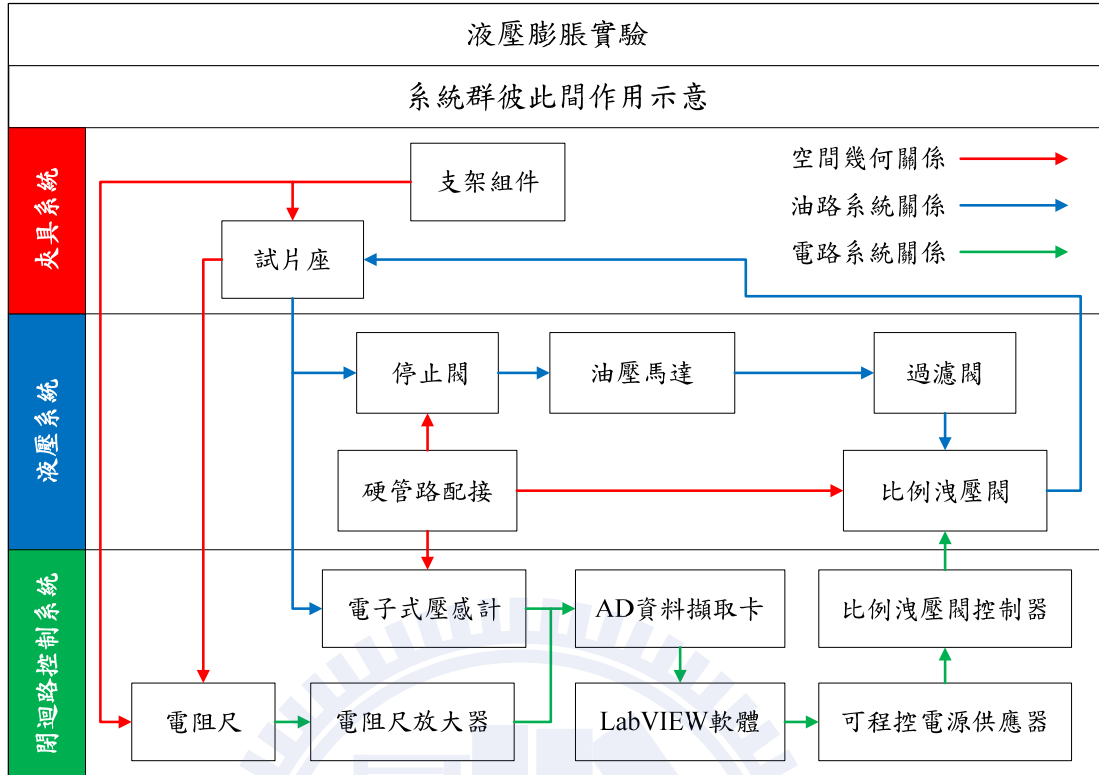 液壓膨脹實驗
系統群彼此間作用示意
夾具系統
支架組件
空間幾何關係
油路系統關係
試片座
電路系統關係
液壓系統
停止閥
油壓馬達
過濾閥
硬管路配接
比例洩壓閥
閉迴路控制系統
電子式壓感計
AD資料擷取卡
比例洩壓閥控制器
電阻尺
電阻尺放大器
LabVIEW軟體
可程控電源供應器